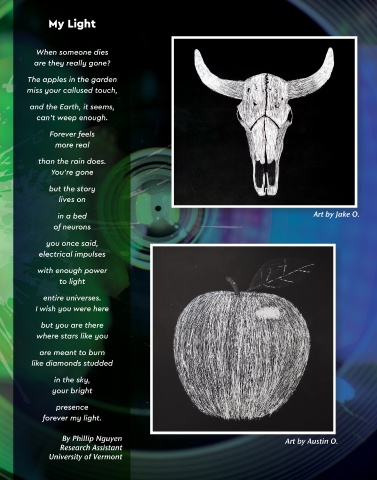 My Light
When someone dies
are they really gone?
The apples in the garden
miss your callused touch,
and the Earth, it seems,
can't weep enough.
Forever feels
more real
than the rain does.
You're gone
but the story
lives on
in a bed
of neurons
you once said,
electrical impulses
with enough power
to light
entire universes.
I wish you were here
but you are there
where stars like you
are meant to burn
like diamonds studded
in the sky,
your bright
presence
forever my light.
By Phillip Nguyen
Research Assistant
University of Vermont
Art by Jake O.
Art by Austin O.